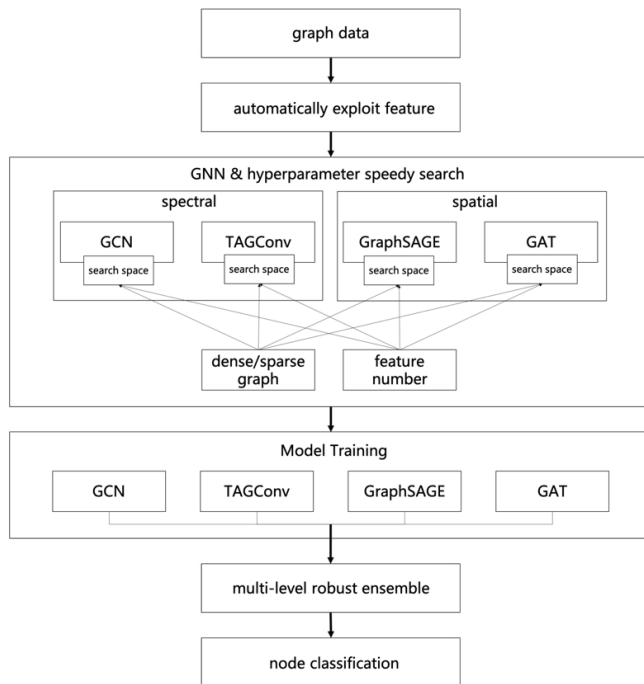 graph data
automatically exploit feature
GNN & hyperparameter speedy search
spectral
spatial
GCN
TAGConv
GraphSAGE
GAT
search space
search space
search space
search space
dense/sparse
graph
feature
number
Model Training
GCN
TAGConv
GraphSAGE
GAT
multi-level robust ensemble
node classification